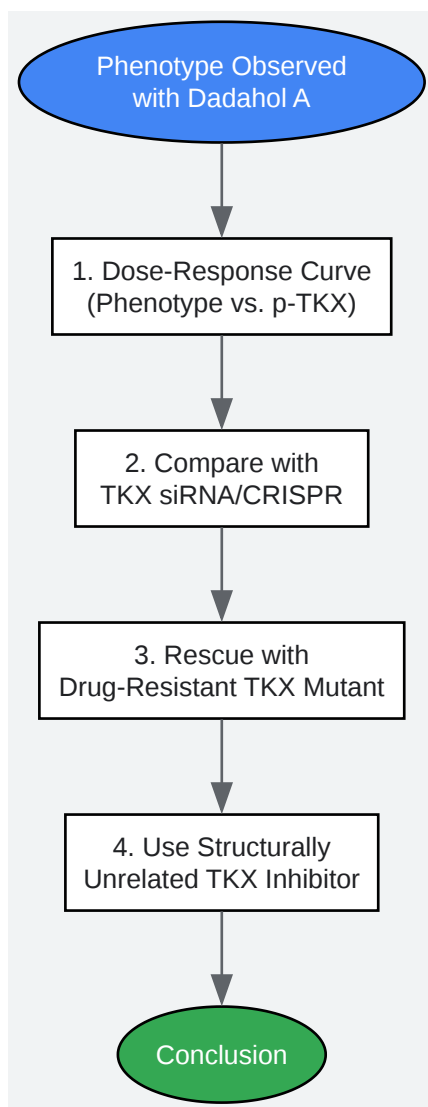 Phenotype Observed
with Dadahol A
1. Dose-Response Curve
(Phenotype vs. p-TKX)
2. Compare with
TKX siRNA/CRISPR
3. Rescue with
Drug-Resistant TKX Mutant
4. Use Structurally
Unrelated TKX Inhibitor
Conclusion